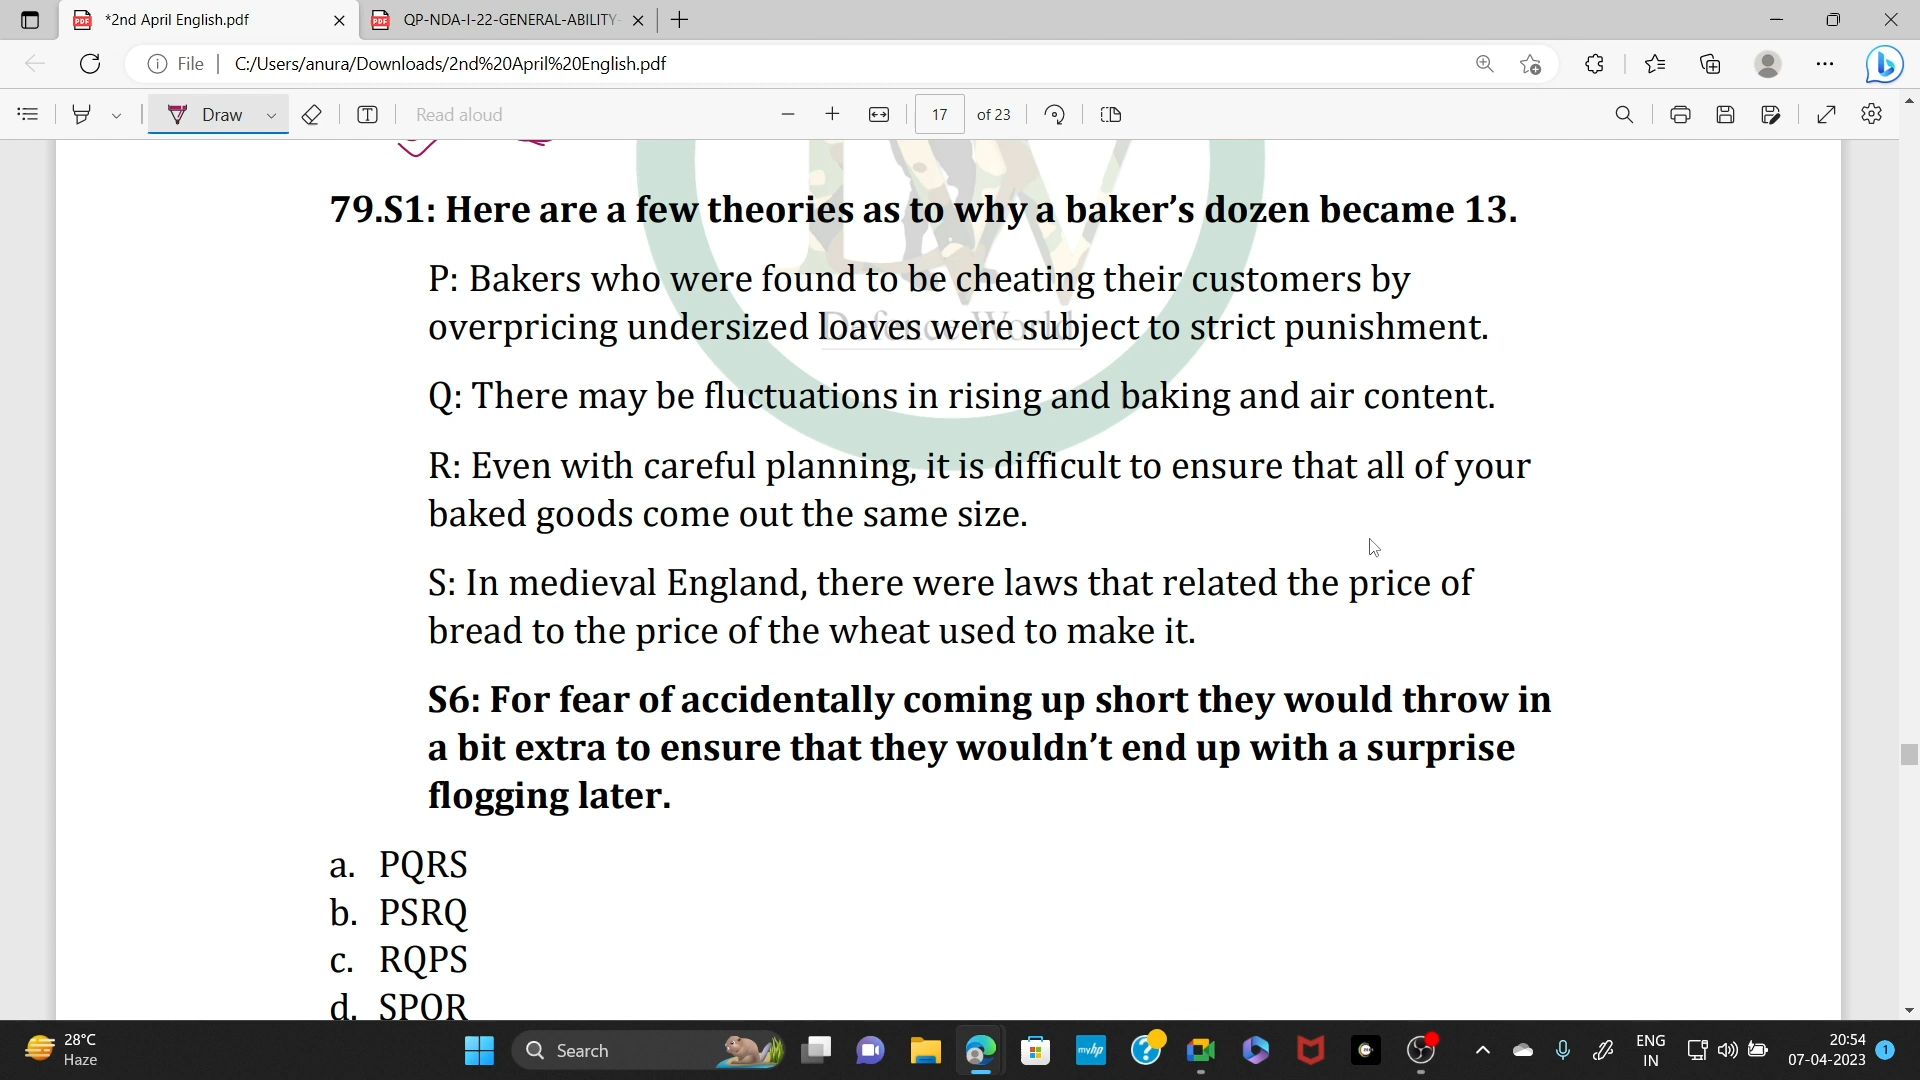 *2nd April English.pdf
QP-NDA-I-22-GENERAL-ABILITY-
File
C:/Users/anura/Downloads/2nd%20April%20English.pdf
Draw
Read aloud
17
of 23
79.S1: Here are a few theories as to why a baker’s dozen became 13.
P: Bakers who were found to be cheating their customers by
overpricing undersized loaves were subject to strict punishment.
Defence World
Q: There may be fluctuations in rising and baking and air content.
R: Even with careful planning, it is difficult to ensure that all of your
baked goods come out the same size.
S: In medieval England, there were laws that related the price of
bread to the price of the wheat used to make it.
S6: For fear of accidentally coming up short they would throw in
a bit extra to ensure that they wouldn’t end up with a surprise
flogging later.
a. PQRS
b. PSRQ
c. RQPS
d. SPQR
28°C
Haze
Search
myhp
ENG
IN
20:54
07-04-2023
1